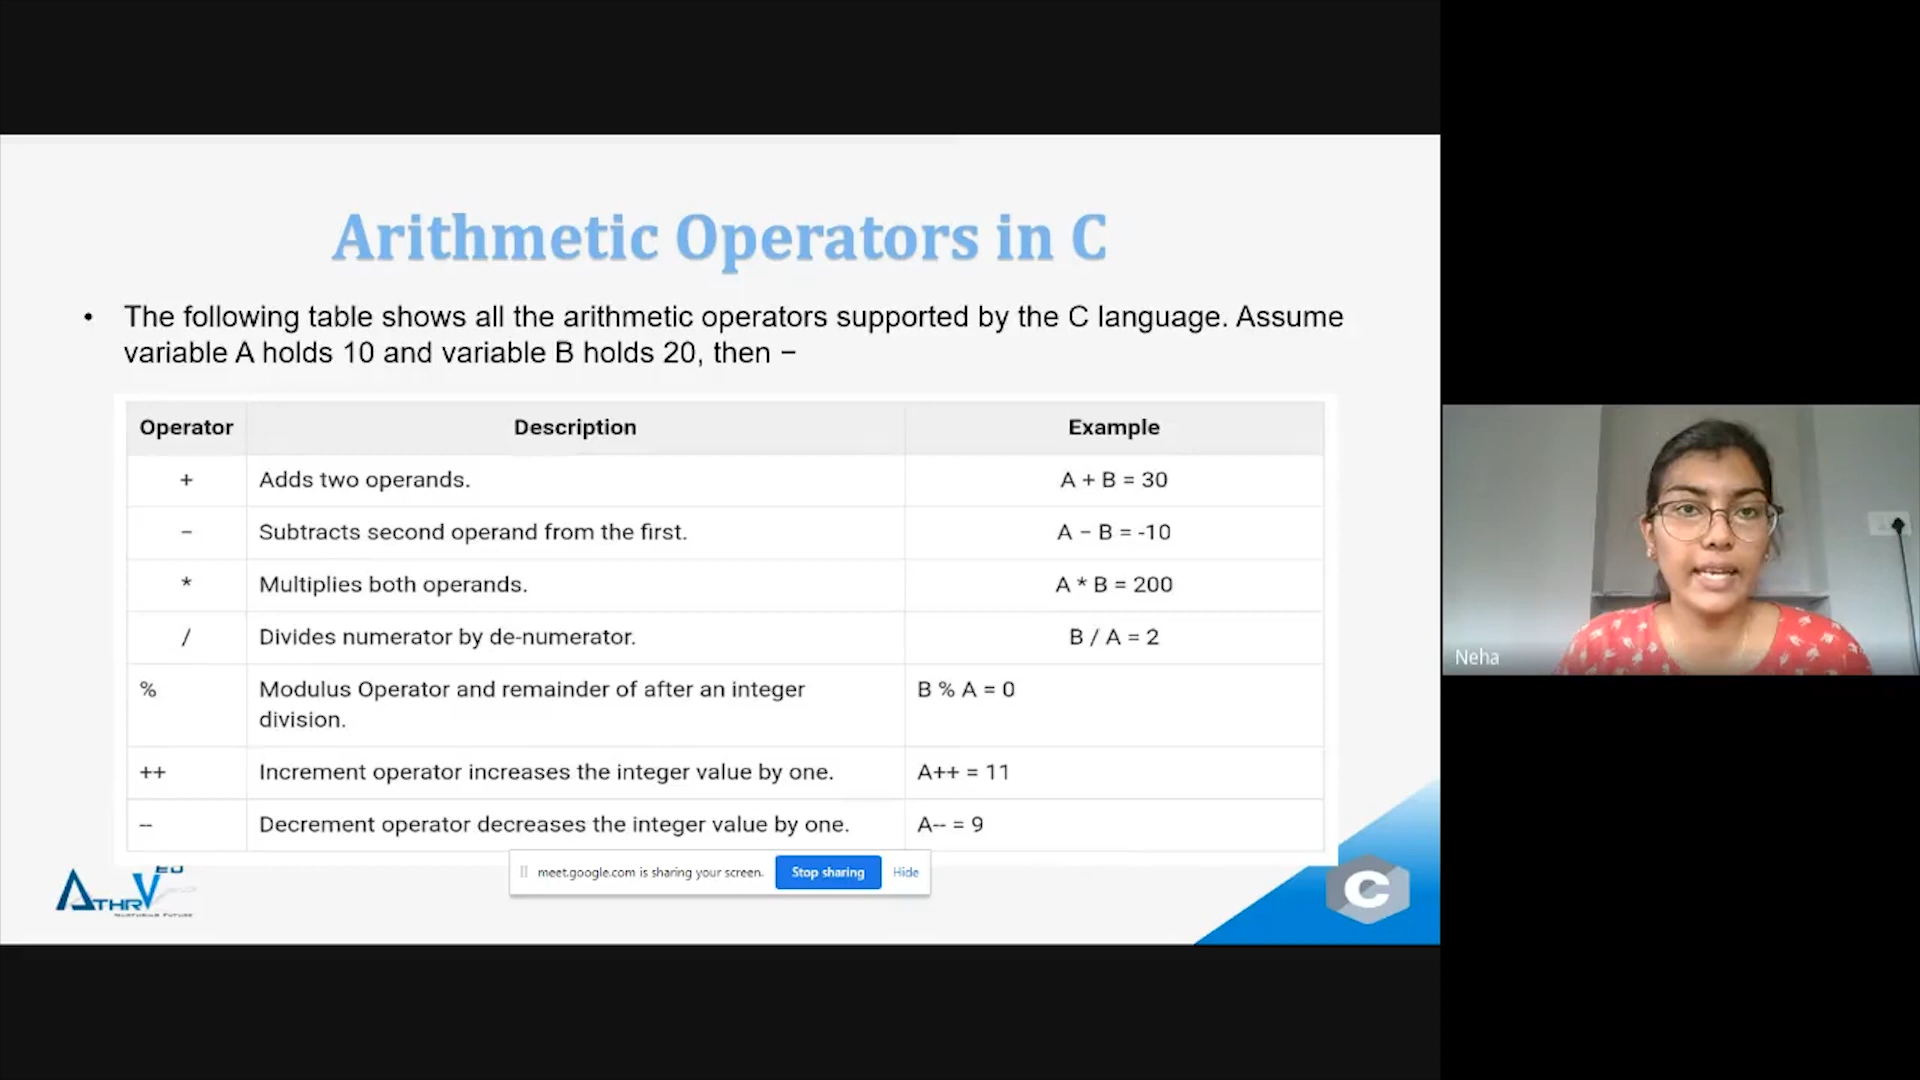 Arithmetic Operators in C
• The following table shows all the arithmetic operators supported by the C language. Assume
variable A holds 10 and variable B holds 20, then −
Operator Description Example
+ Adds two operands. A + B = 30
− Subtracts second operand from the first. A − B = -10
* Multiplies both operands. A * B = 200
/ Divides numerator by de-numerator. B / A = 2
% Modulus Operator and remainder of after an integer B % A = 0
division.
++ Increment operator increases the integer value by one. A++ = 11
-- Decrement operator decreases the integer value by one. A-- = 9
meet.google.com is sharing your screen. Stop sharing Hide
ED
ATHRV
NURTURING FUTURE
C
Neha